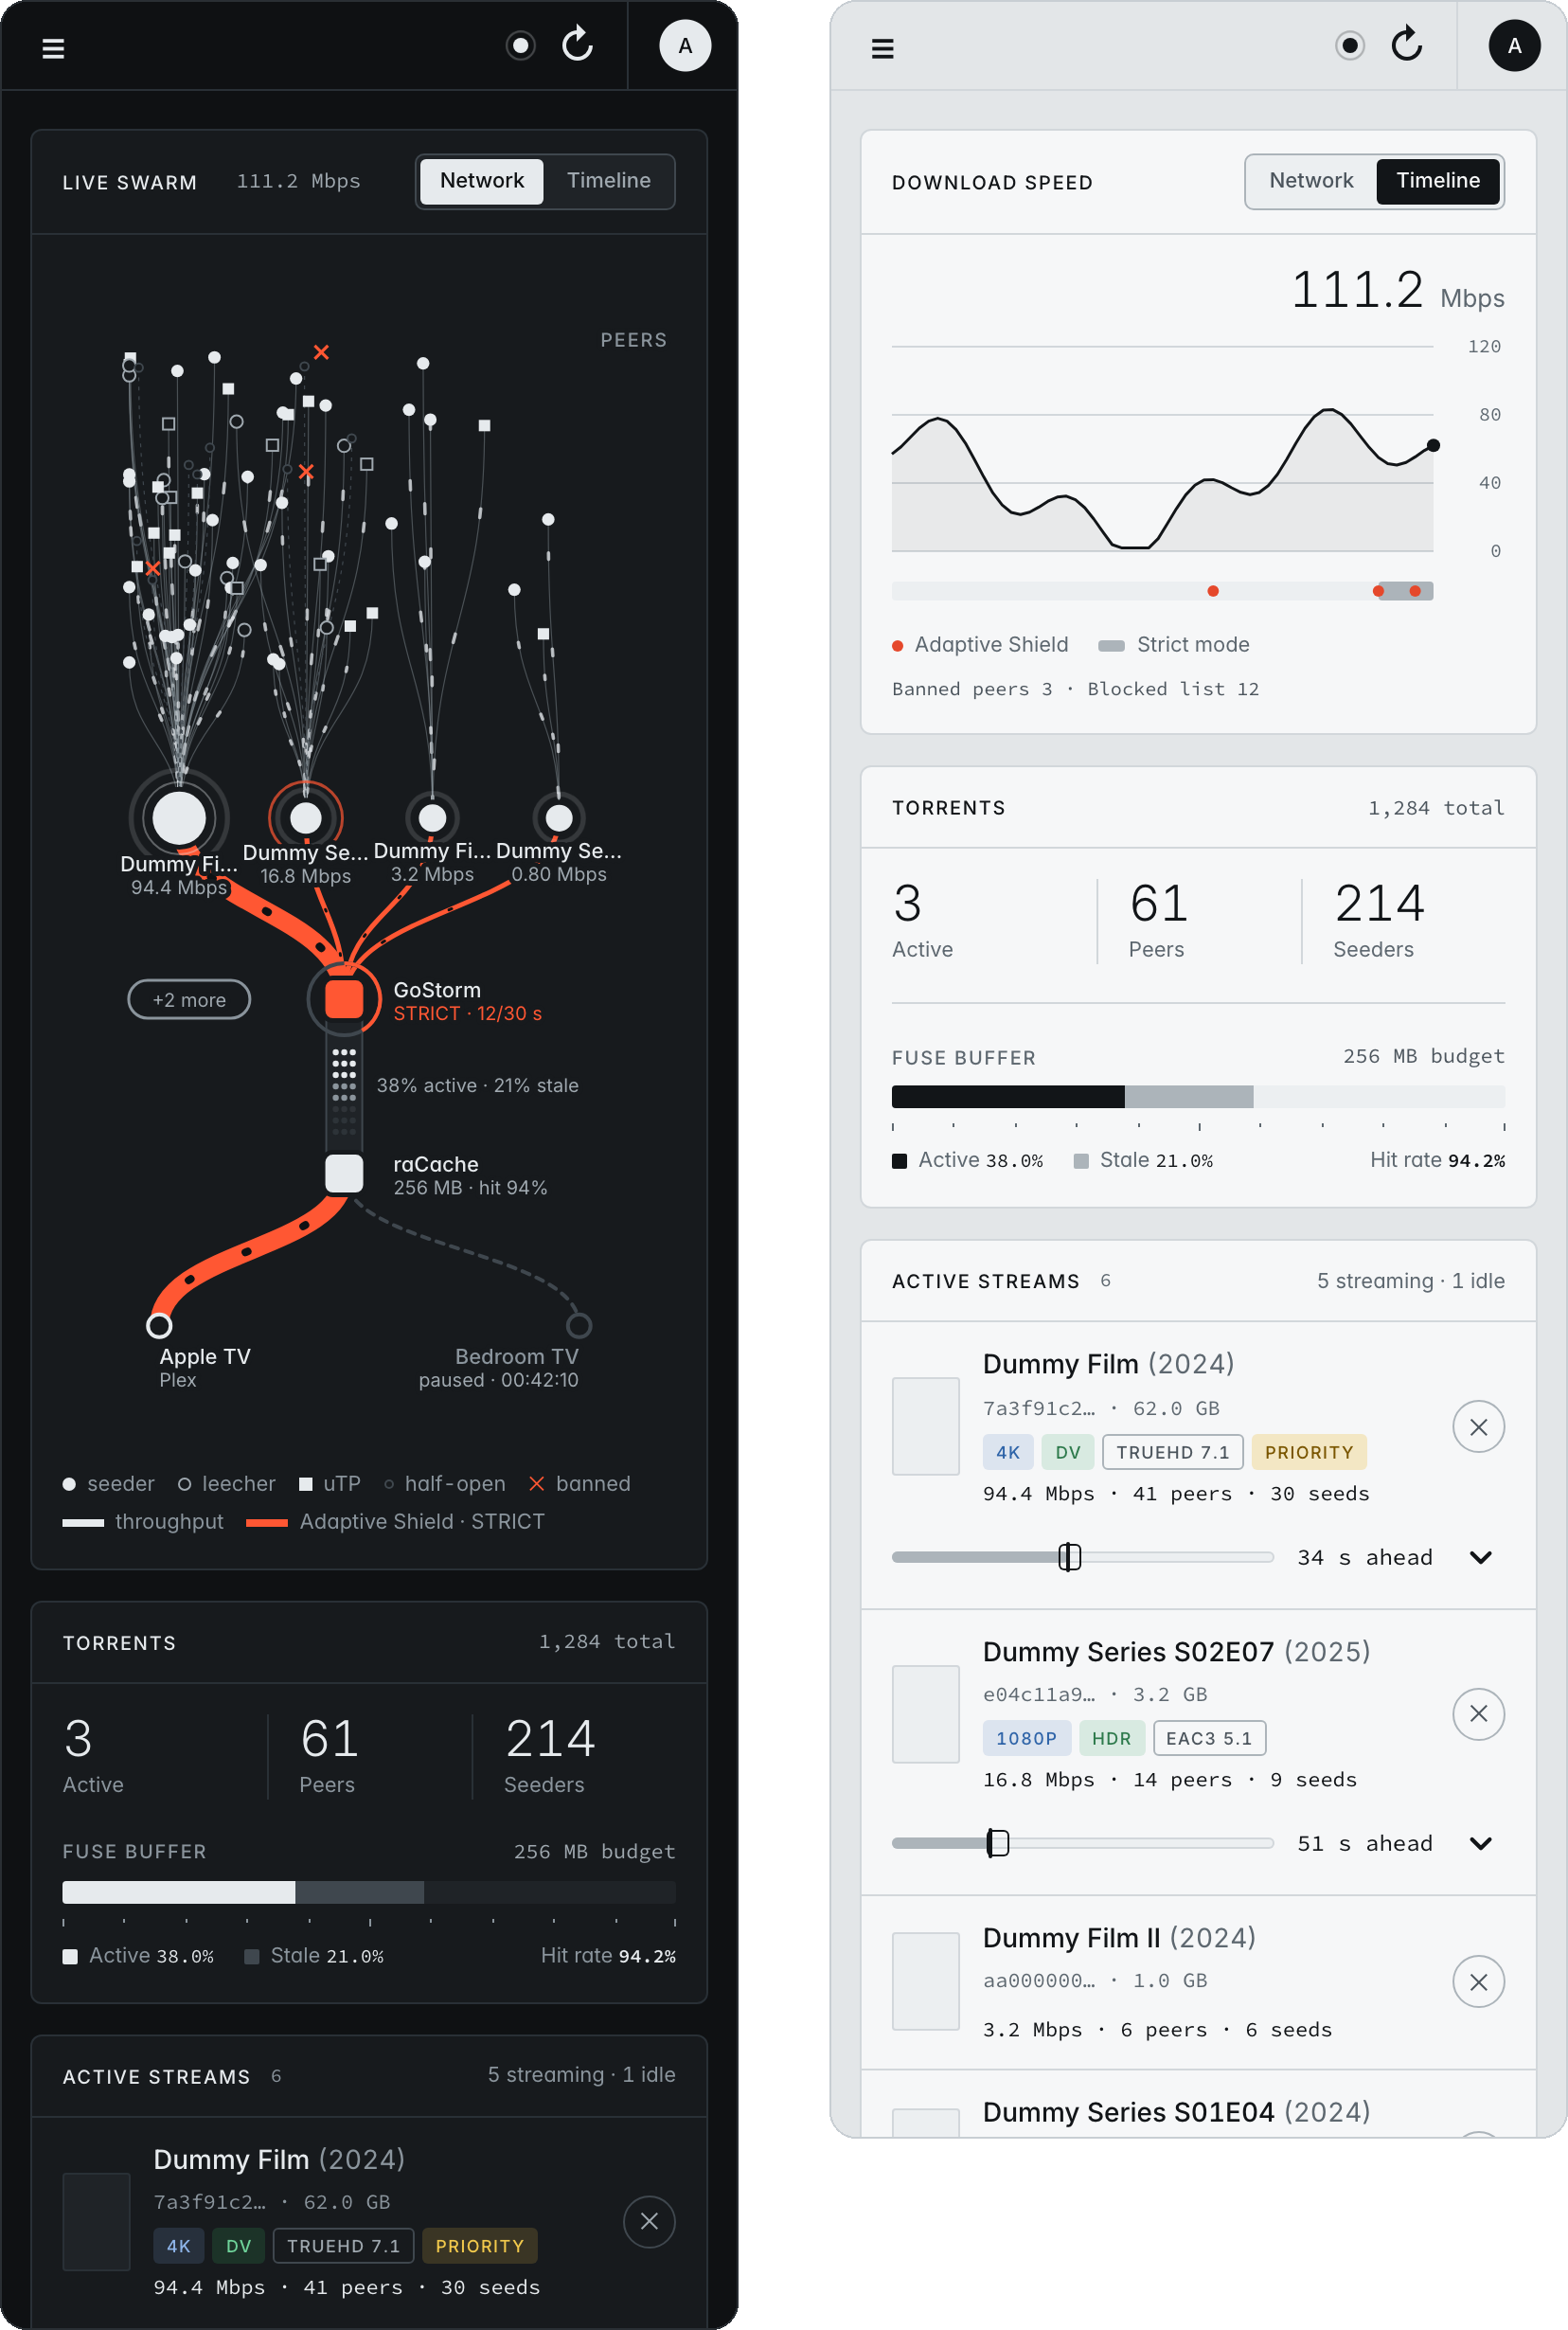 A
LIVE SWARM 111.2 Mbps Network Timeline
PEERS
Dummy Fi... Dummy Se... Dummy Fi... Dummy Se...
94.4 Mbps 16.8 Mbps 3.2 Mbps 0.80 Mbps
+2 more
GoStorm
STRICT · 12/30 s
38% active · 21% stale
raCache
256 MB · hit 94%
Apple TV
Plex
Bedroom TV
paused · 00:42:10
seeder leecher uTP half-open banned
throughput Adaptive Shield · STRICT
TORRENTS 1,284 total
3 61 214
Active Peers Seeders
FUSE BUFFER 256 MB budget
Active 38.0% Stale 21.0% Hit rate 94.2%
ACTIVE STREAMS 6 5 streaming · 1 idle
Dummy Film (2024)
7a3f91c2… · 62.0 GB
4K DV TRUEHD 7.1 PRIORITY
94.4 Mbps · 41 peers · 30 seeds
A
DOWNLOAD SPEED Network Timeline
111.2 Mbps
120
80
40
0
Adaptive Shield Strict mode
Banned peers 3 · Blocked list 12
TORRENTS 1,284 total
3 61 214
Active Peers Seeders
FUSE BUFFER 256 MB budget
Active 38.0% Stale 21.0% Hit rate 94.2%
ACTIVE STREAMS 6 5 streaming · 1 idle
Dummy Film (2024)
7a3f91c2… · 62.0 GB
4K DV TRUEHD 7.1 PRIORITY
94.4 Mbps · 41 peers · 30 seeds
34 s ahead
Dummy Series S02E07 (2025)
e04c11a9… · 3.2 GB
1080P HDR EAC3 5.1
16.8 Mbps · 14 peers · 9 seeds
51 s ahead
Dummy Film II (2024)
aa000000… · 1.0 GB
3.2 Mbps · 6 peers · 6 seeds
Dummy Series S01E04 (2024)